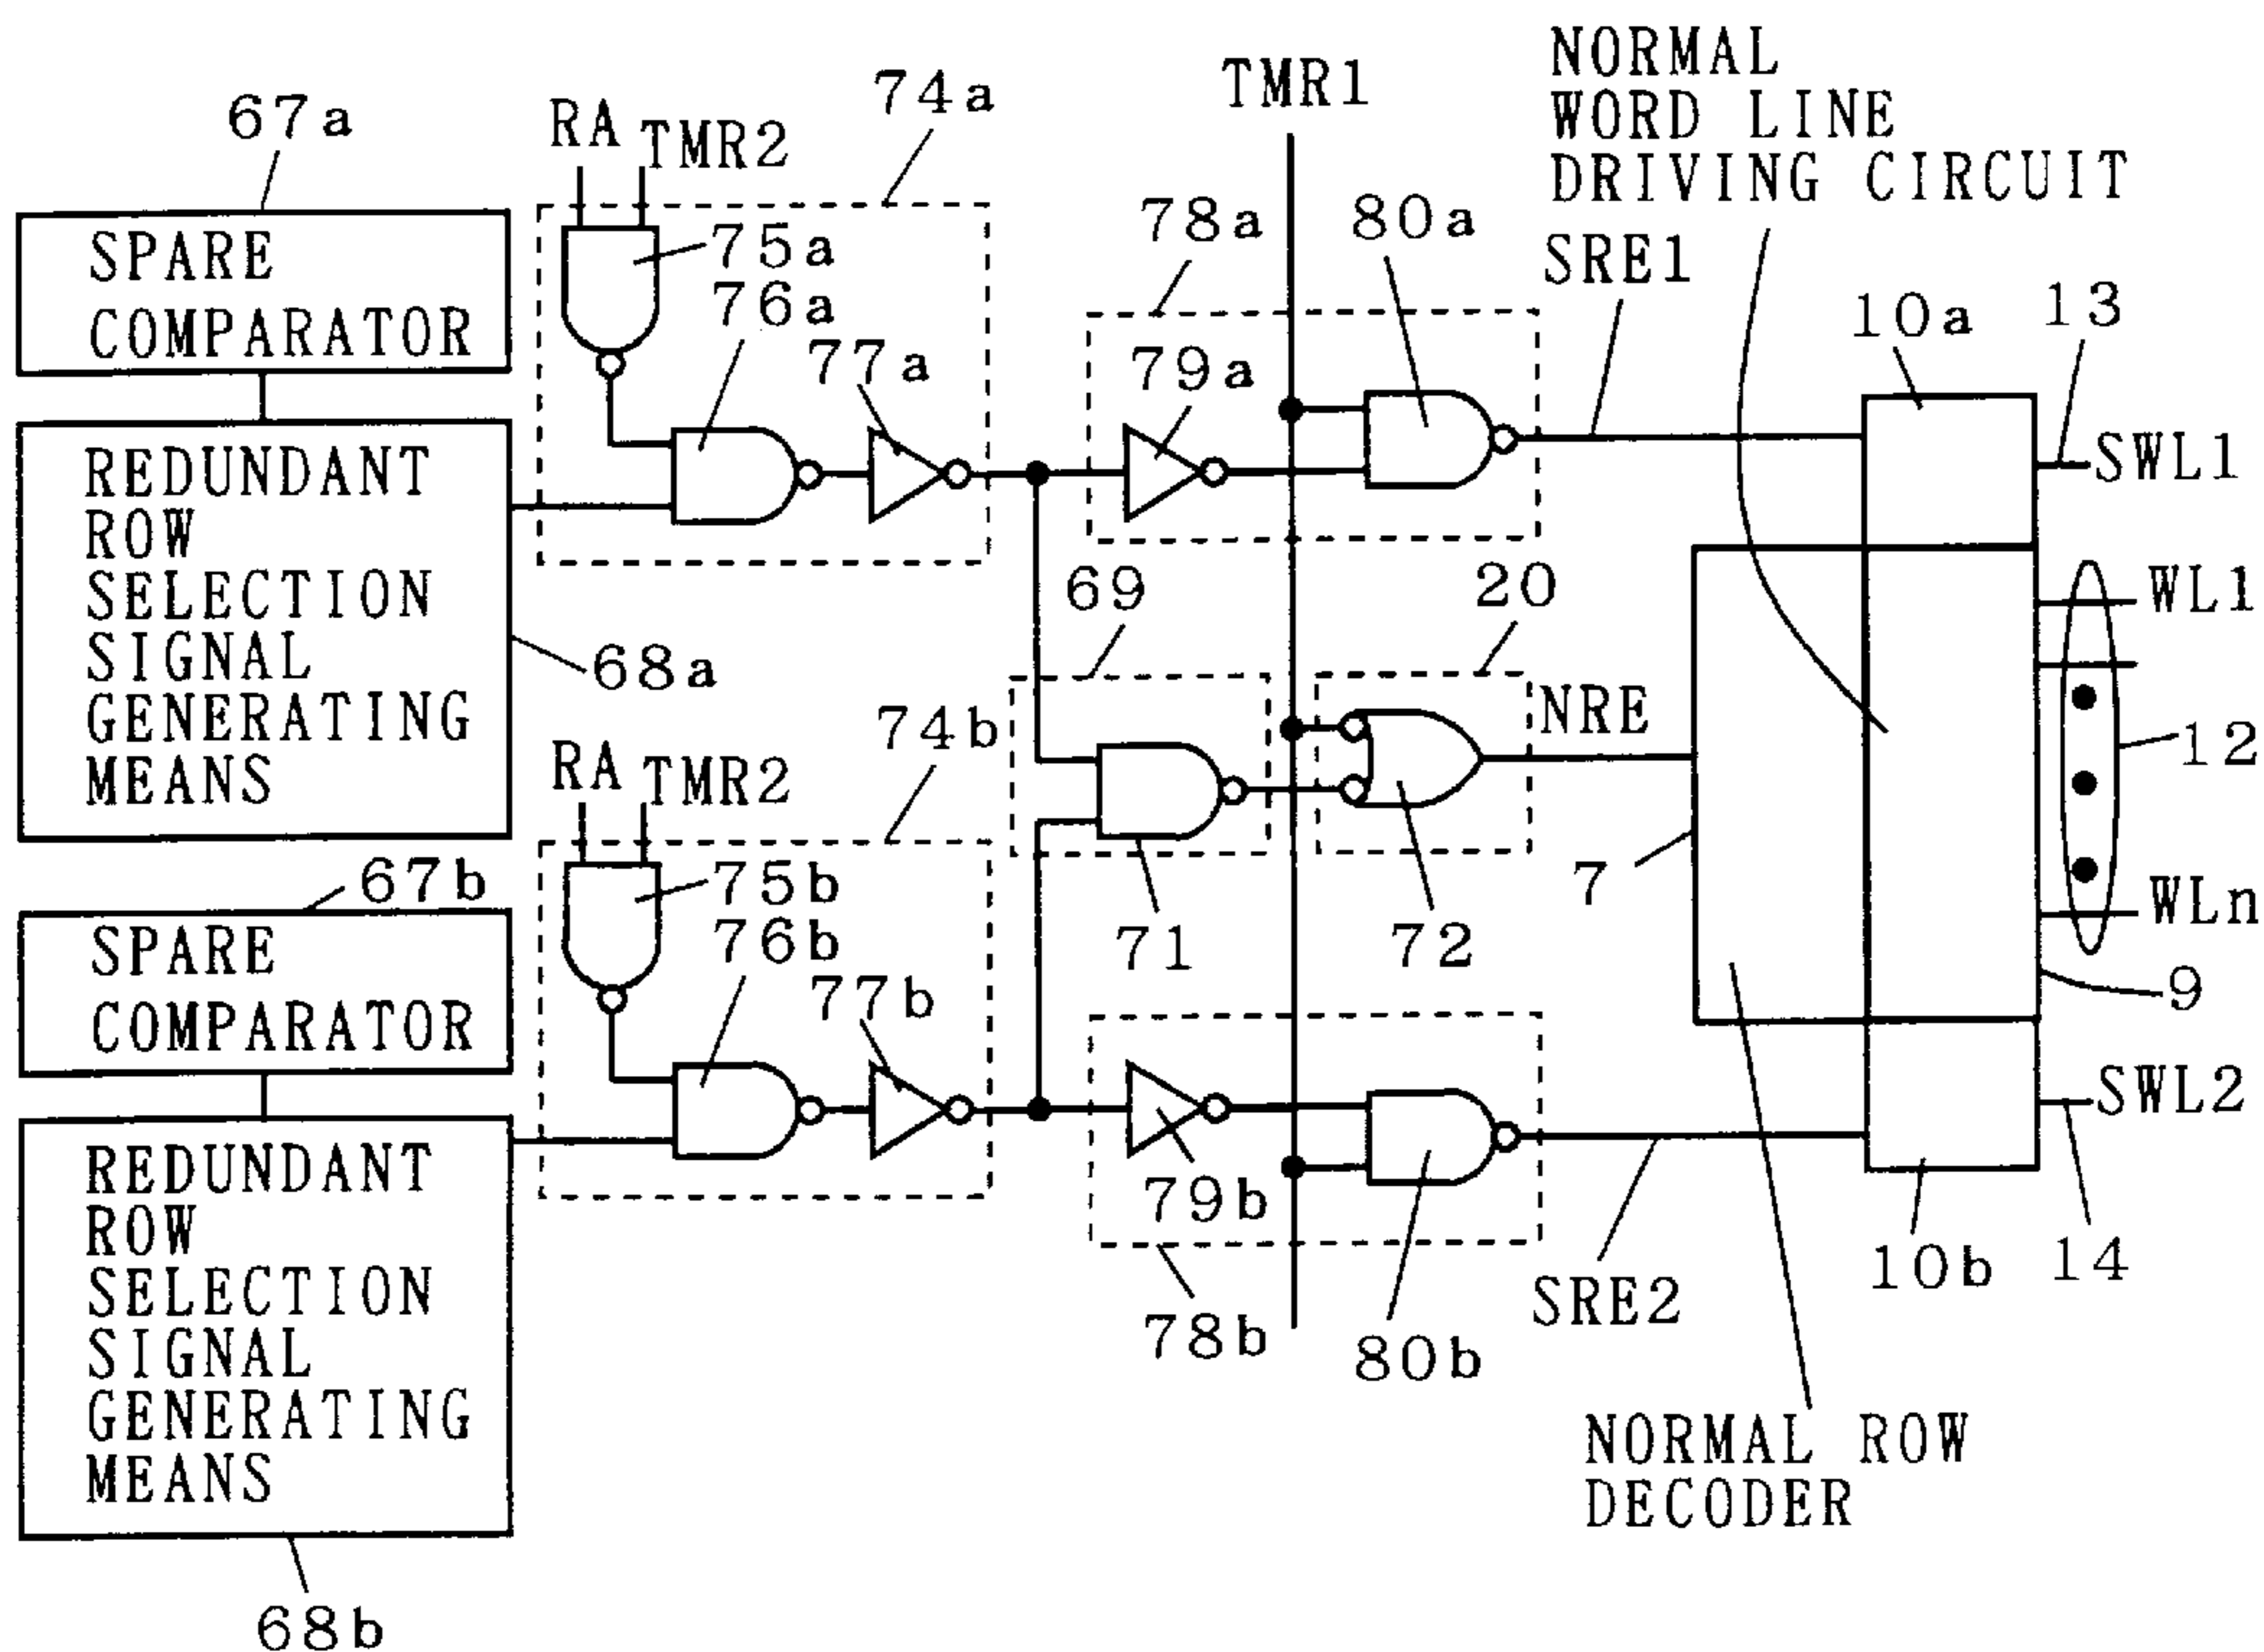 NORMAL
WORD LINE
DRIVING CIRCUIT
TMR1
74a
67a
RA
TMR2
SPARE
COMPARATOR
75a
76a
77a
78a
80a
SRE1
79a
10a
13
SWL1
REDUNDANT
ROW
SELECTION
SIGNAL
GENERATING
MEANS
68a
69
20
WL1
NRE
12
74b
RA
TMR2
67b
75b
76b
77b
71
72
7
WLn
9
SPARE
COMPARATOR
SWL2
REDUNDANT
ROW
SELECTION
SIGNAL
GENERATING
MEANS
68b
79b
78b
80b
SRE2
10b
14
NORMAL ROW
DECODER